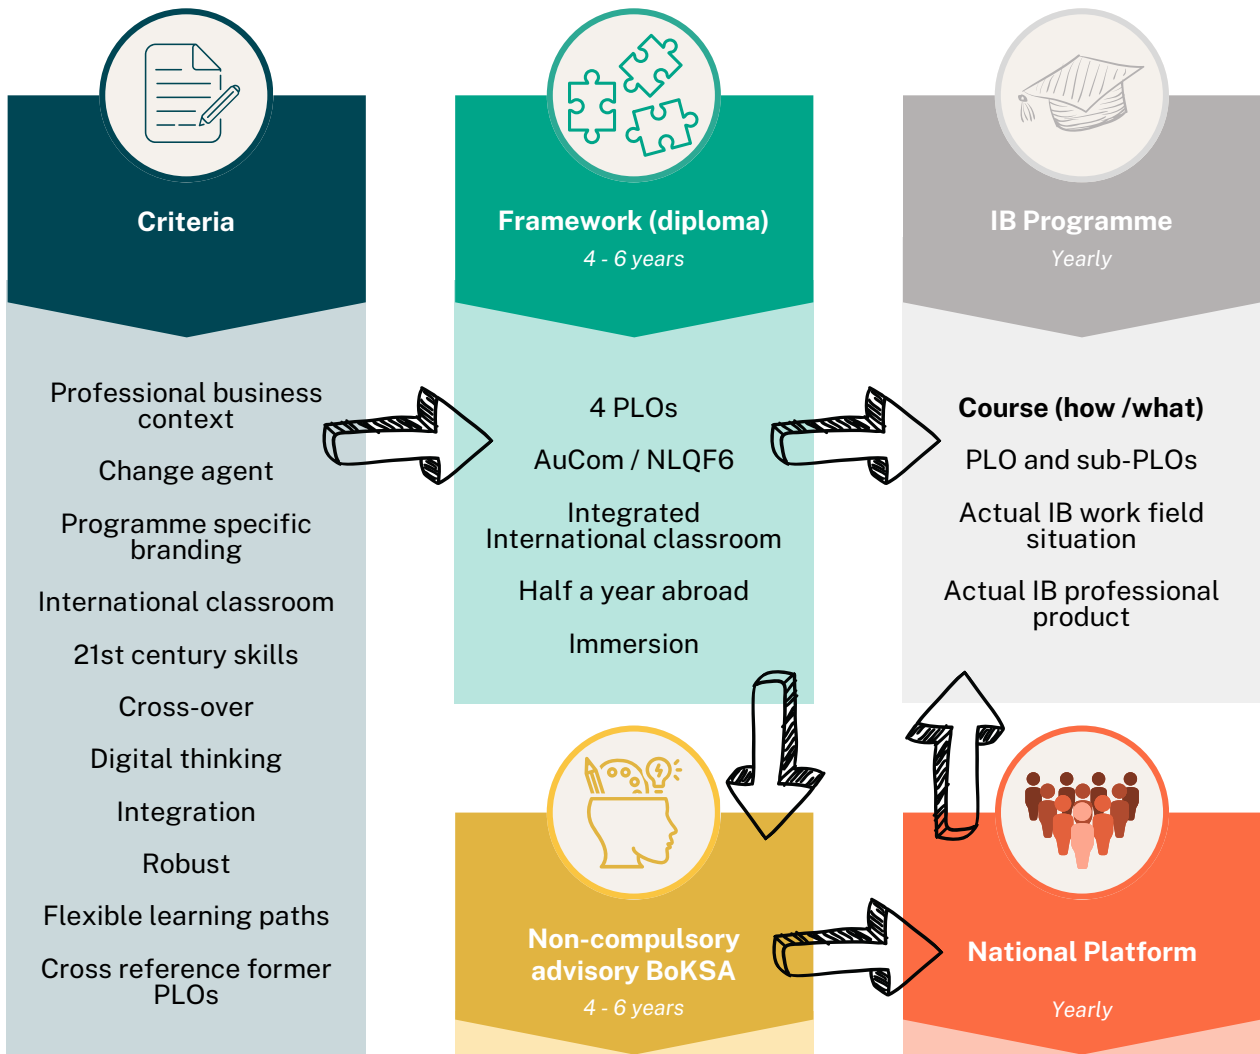 Criteria
Professional business
context
Change agent
Programme specific
branding
International classroom
21st century skills
Cross-over
Digital thinking
Integration
Robust
Flexible learning paths
Cross reference former
PLOs
Framework (diploma)
4 - 6 years
4 PLOs
AuCom / NLQF6
Integrated
International classroom
Half a year abroad
Immersion
IB Programme
Yearly
Course (how /what)
PLO and sub-PLOs
Actual IB work field
situation
Actual IB professional
product
Non-compulsory
advisory BoKSA
4 - 6 years
National Platform
Yearly